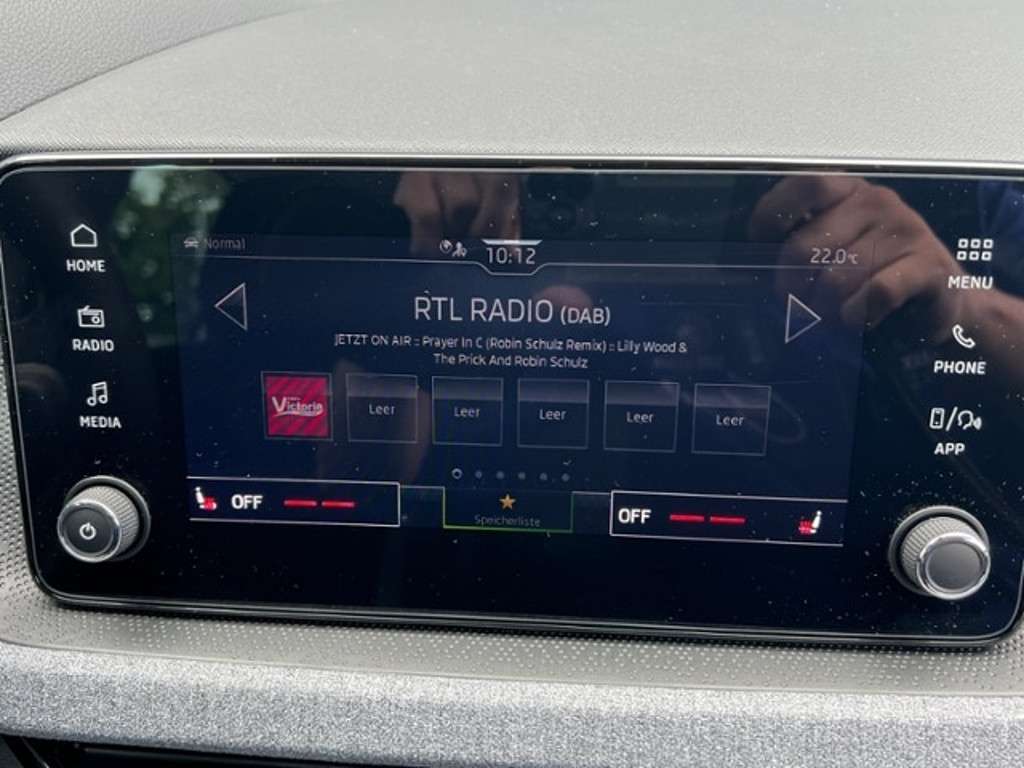 Normal
10:12
22.0°C
HOME
RADIO
MEDIA
MENU
PHONE
APP
RTL RADIO (DAB)
JETZT ON AIR :: Prayer In C (Robin Schulz Remix) :: Lilly Wood &
The Prick And Robin Schulz
Victoria
Leer
Leer
Leer
Leer
Leer
OFF
Speicherliste
OFF